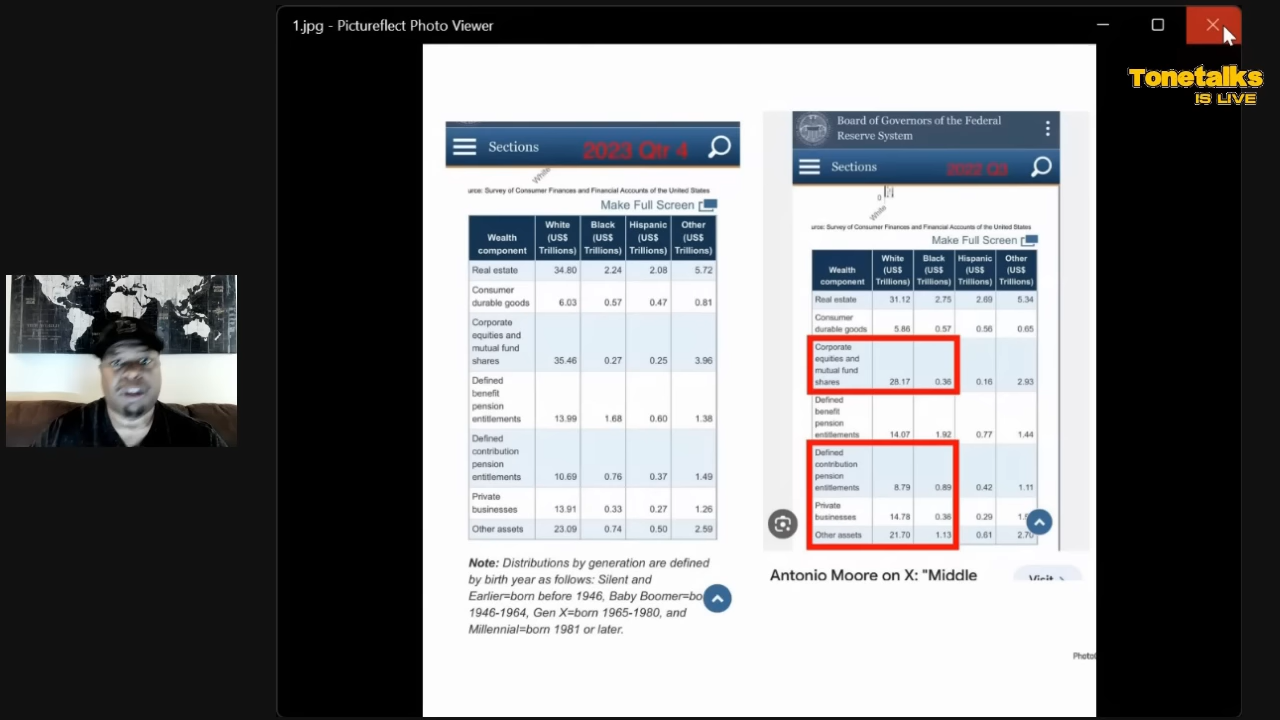 1.jpg - Pictureflect Photo Viewer
Tonetalks
IS LIVE
Sections
2023 Qtr 4
White
urce: Survey of Consumer Finances and Financial Accounts of the United States
Make Full Screen
Wealth component White (US$ Trillions) Black (US$ Trillions) Hispanic (US$ Trillions) Other (US$ Trillions)
Real estate 34.80 2.24 2.08 5.72
Consumer durable goods 6.03 0.57 0.47 0.81
Corporate equities and mutual fund shares 35.46 0.27 0.25 3.96
Defined benefit pension entitlements 13.99 1.68 0.60 1.38
Defined contribution pension entitlements 10.69 0.76 0.37 1.49
Private businesses 13.91 0.33 0.27 1.26
Other assets 23.09 0.74 0.50 2.59
Note: Distributions by generation are defined
by birth year as follows: Silent and
Earlier=born before 1946, Baby Boomer=bo
1946-1964, Gen X=born 1965-1980, and
Millennial=born 1981 or later.
Board of Governors of the Federal
Reserve System
Sections
2022 Q3
0
White
urce: Survey of Consumer Finances and Financial Accounts of the United States
Make Full Screen
Wealth component White (US$ Trillions) Black (US$ Trillions) Hispanic (US$ Trillions) Other (US$ Trillions)
Real estate 31.12 2.75 2.69 5.34
Consumer durable goods 5.86 0.57 0.56 0.65
Corporate equities and mutual fund shares 28.17 0.36 0.16 2.93
Defined benefit pension entitlements 14.07 1.92 0.77 1.44
Defined contribution pension entitlements 8.79 0.89 0.42 1.11
Private businesses 14.78 0.36 0.29
Other assets 21.70 1.13 0.61 2.70
Antonio Moore on X: "Middle
Visit